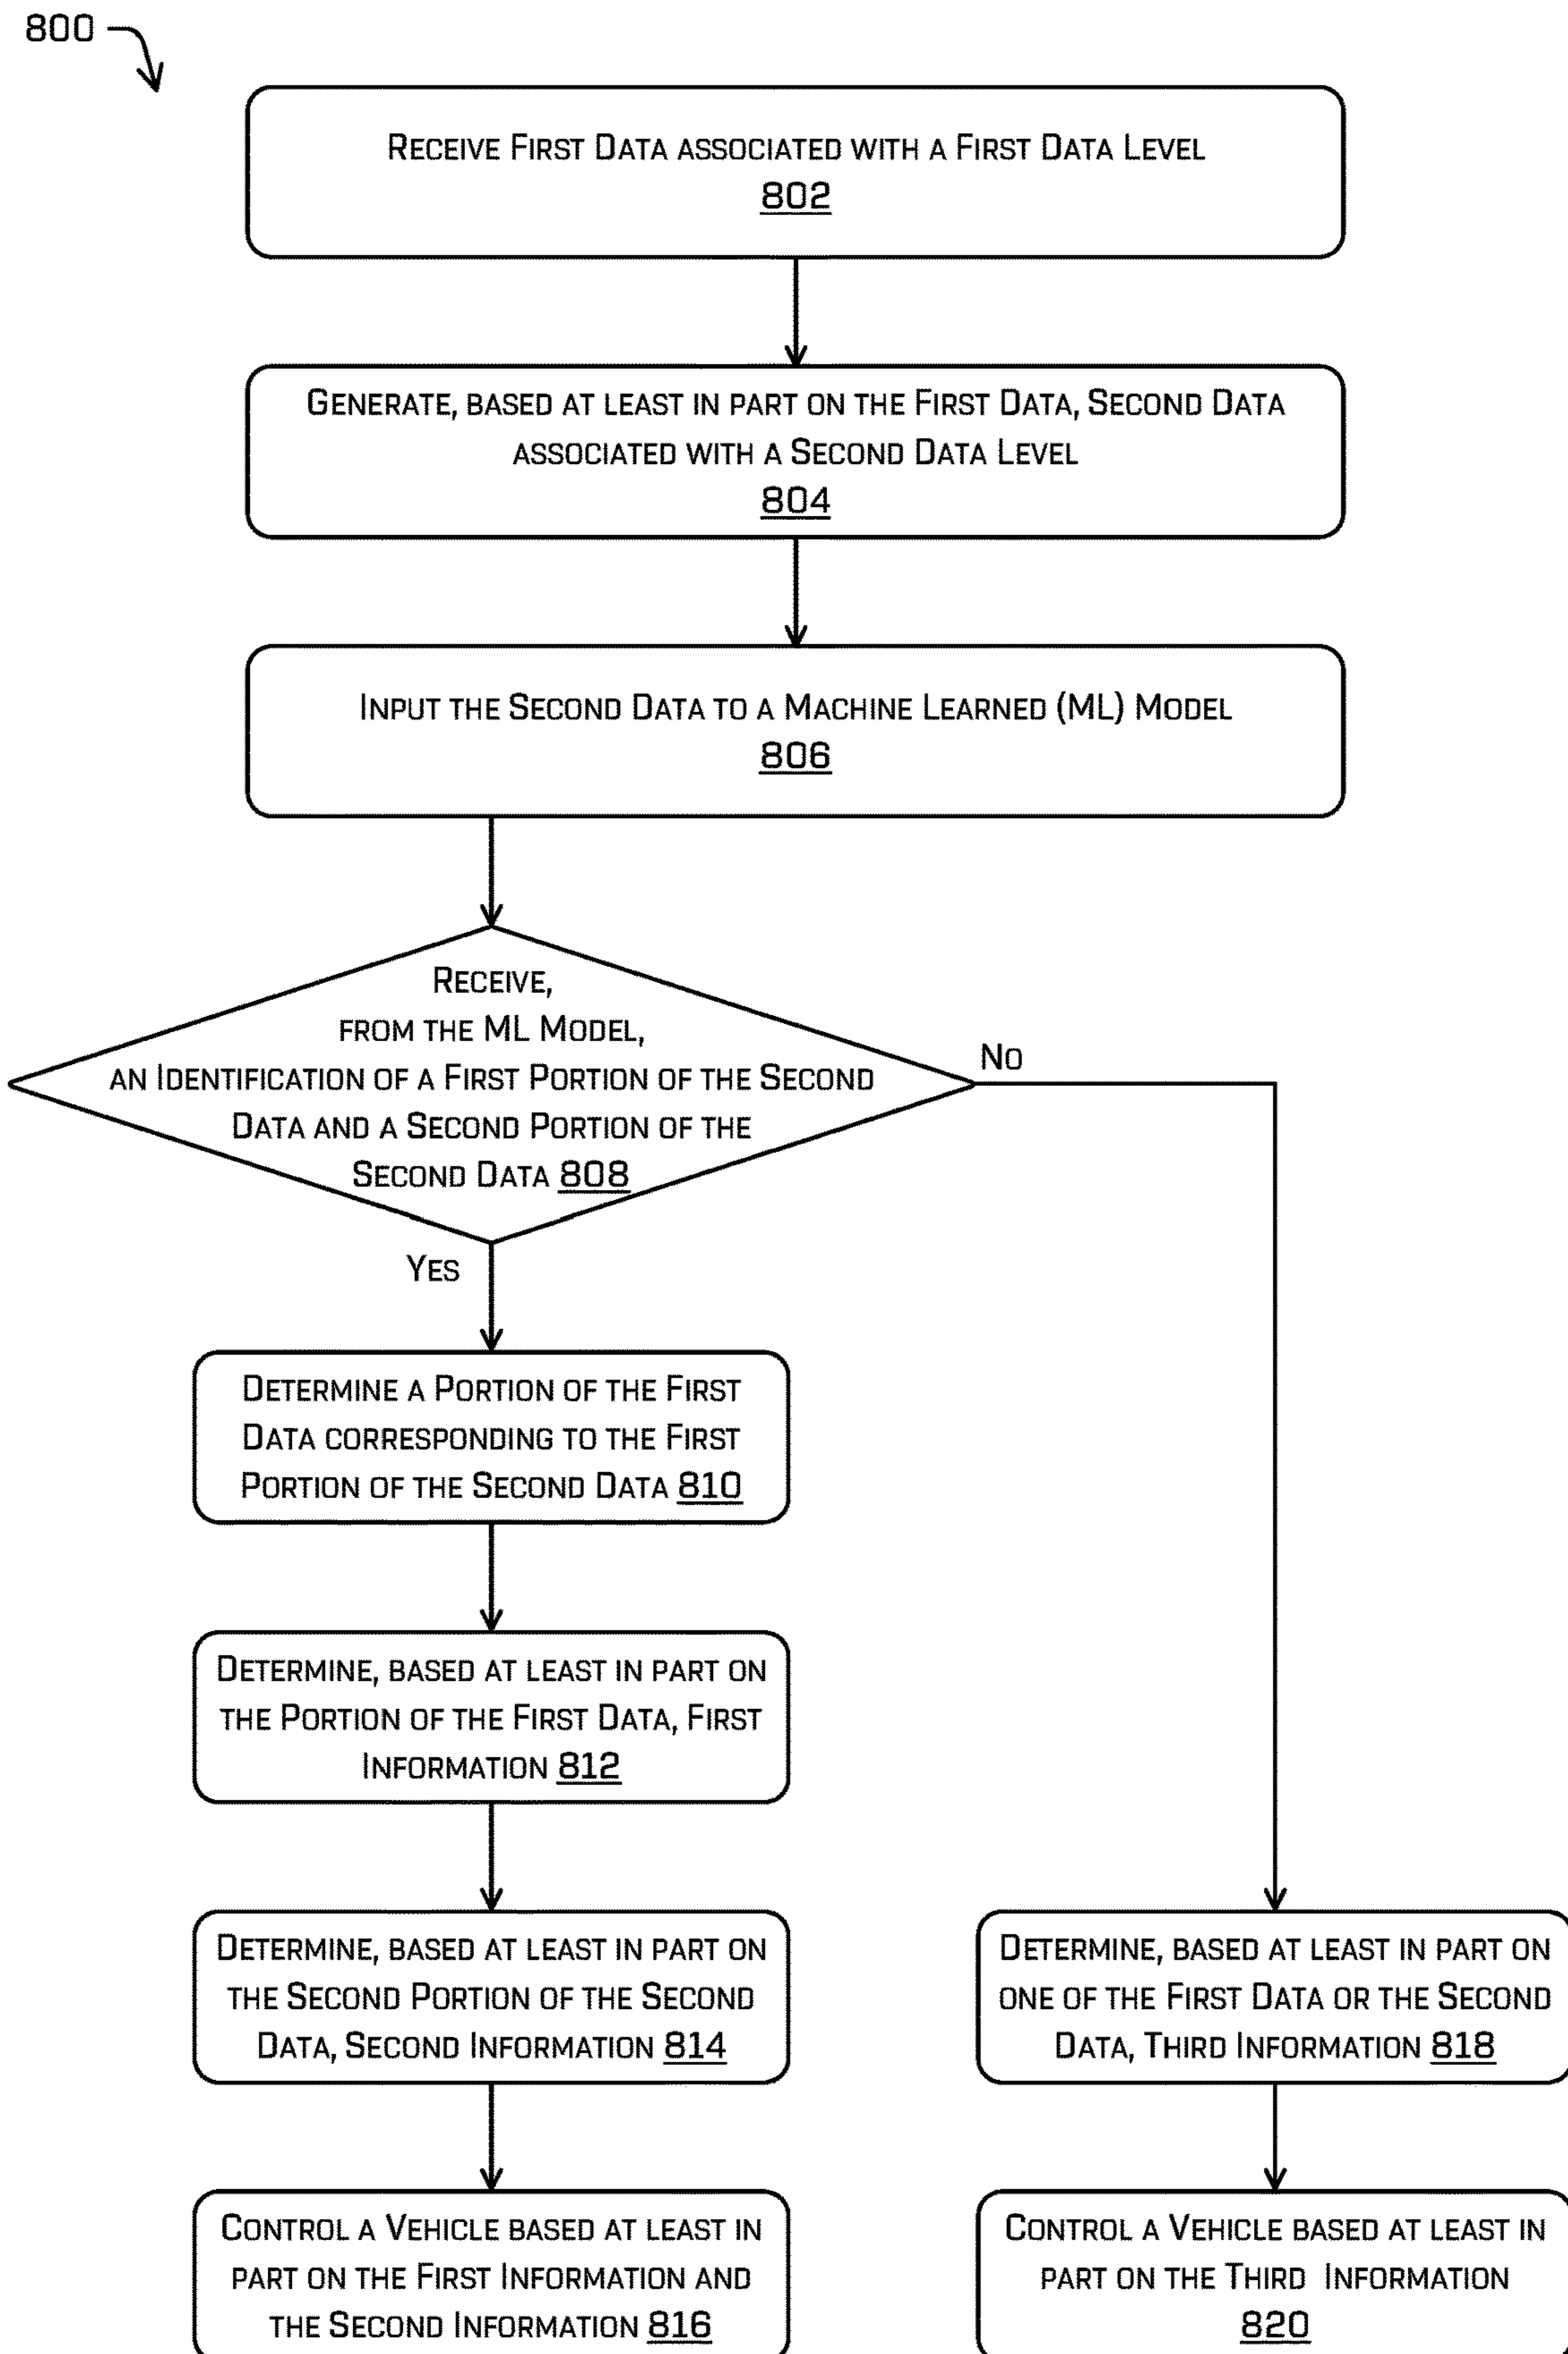 800
Receive First Data associated with a First Data Level
802
Generate, based at least in part on the First Data, Second Data
associated with a Second Data Level
804
Input the Second Data to a Machine Learned (ML) Model
806
Receive,
from the ML Model,
an Identification of a First Portion of the Second
Data and a Second Portion of the
Second Data 808
No
Yes
Determine a Portion of the First
Data corresponding to the First
Portion of the Second Data 810
Determine, based at least in part on
the Portion of the First Data, First
Information 812
Determine, based at least in part on
the Second Portion of the Second
Data, Second Information 814
Control a Vehicle based at least in
part on the First Information and
the Second Information 816
Determine, based at least in part on
one of the First Data or the Second
Data, Third Information 818
Control a Vehicle based at least in
part on the Third Information
820